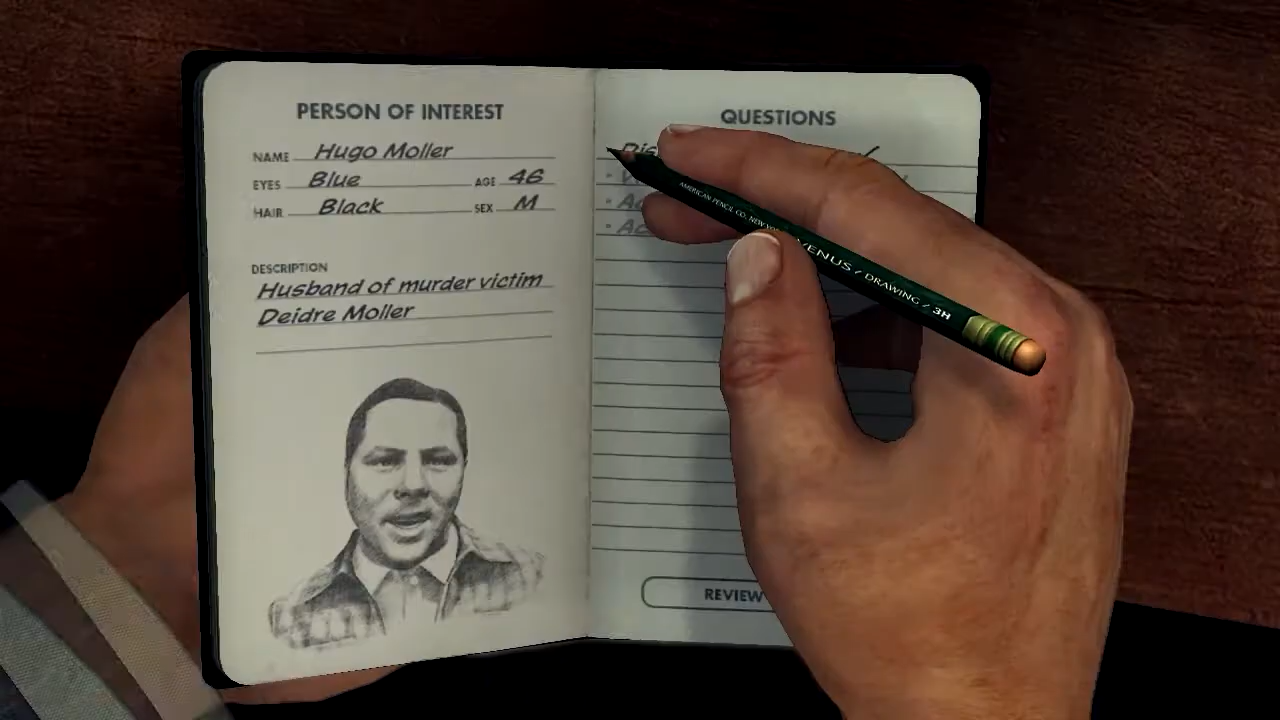 PERSON OF INTEREST
NAME Hugo Moller
EYES Blue AGE 46
HAIR Black SEX M
DESCRIPTION
Husband of murder victim
Deidre Moller
QUESTIONS
AMERICAN PENCIL CO. NEW YORK VENUS / DRAWING / 3H
REVIEW